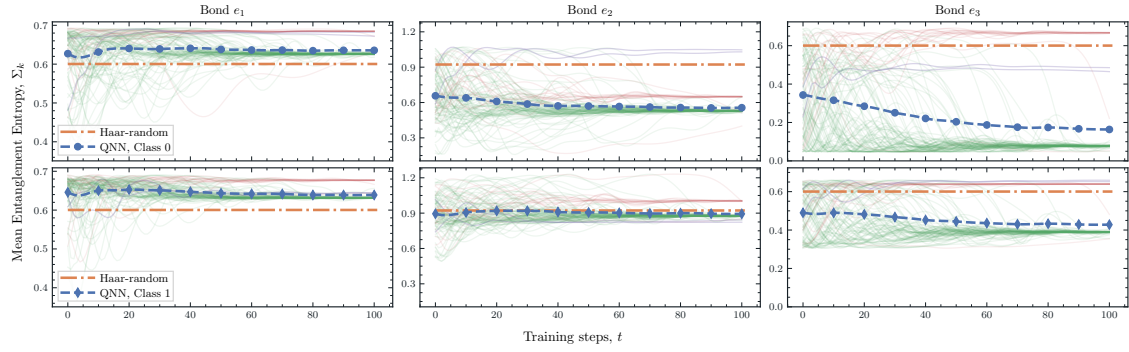 Bond e₁
Bond e₂
Bond e₃
Mean Entanglement Entropy, Σₖ
0.7
0.6
0.5
0.4
Haar-random
QNN, Class 0
1.2
0.9
0.6
0.3
0.6
0.4
0.2
0.0
0.7
0.6
0.5
0.4
Haar-random
QNN, Class 1
0 20 40 60 80 100
1.2
0.9
0.6
0.3
0 20 40 60 80 100
0.6
0.4
0.2
0.0
0 20 40 60 80 100
Training steps, t